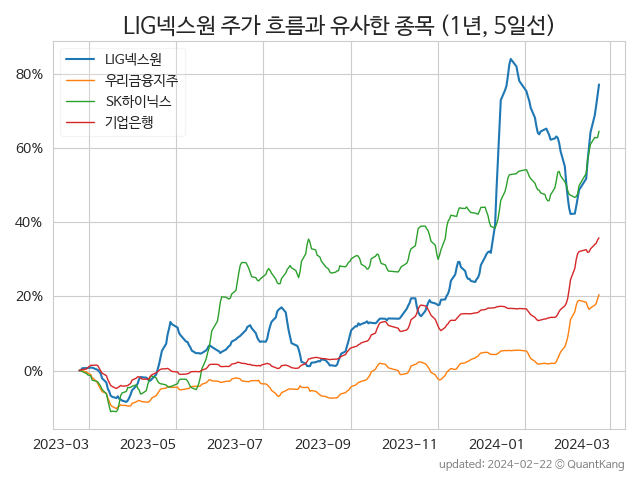 LIG넥스원 주가 흐름과 유사한 종목 (1년, 5일선)
LIG넥스원
우리금융지주
SK하이닉스
기업은행
80%
60%
40%
20%
0%
2023-03 2023-05 2023-07 2023-09 2023-11 2024-01 2024-03
updated: 2024-02-22 © QuantKang